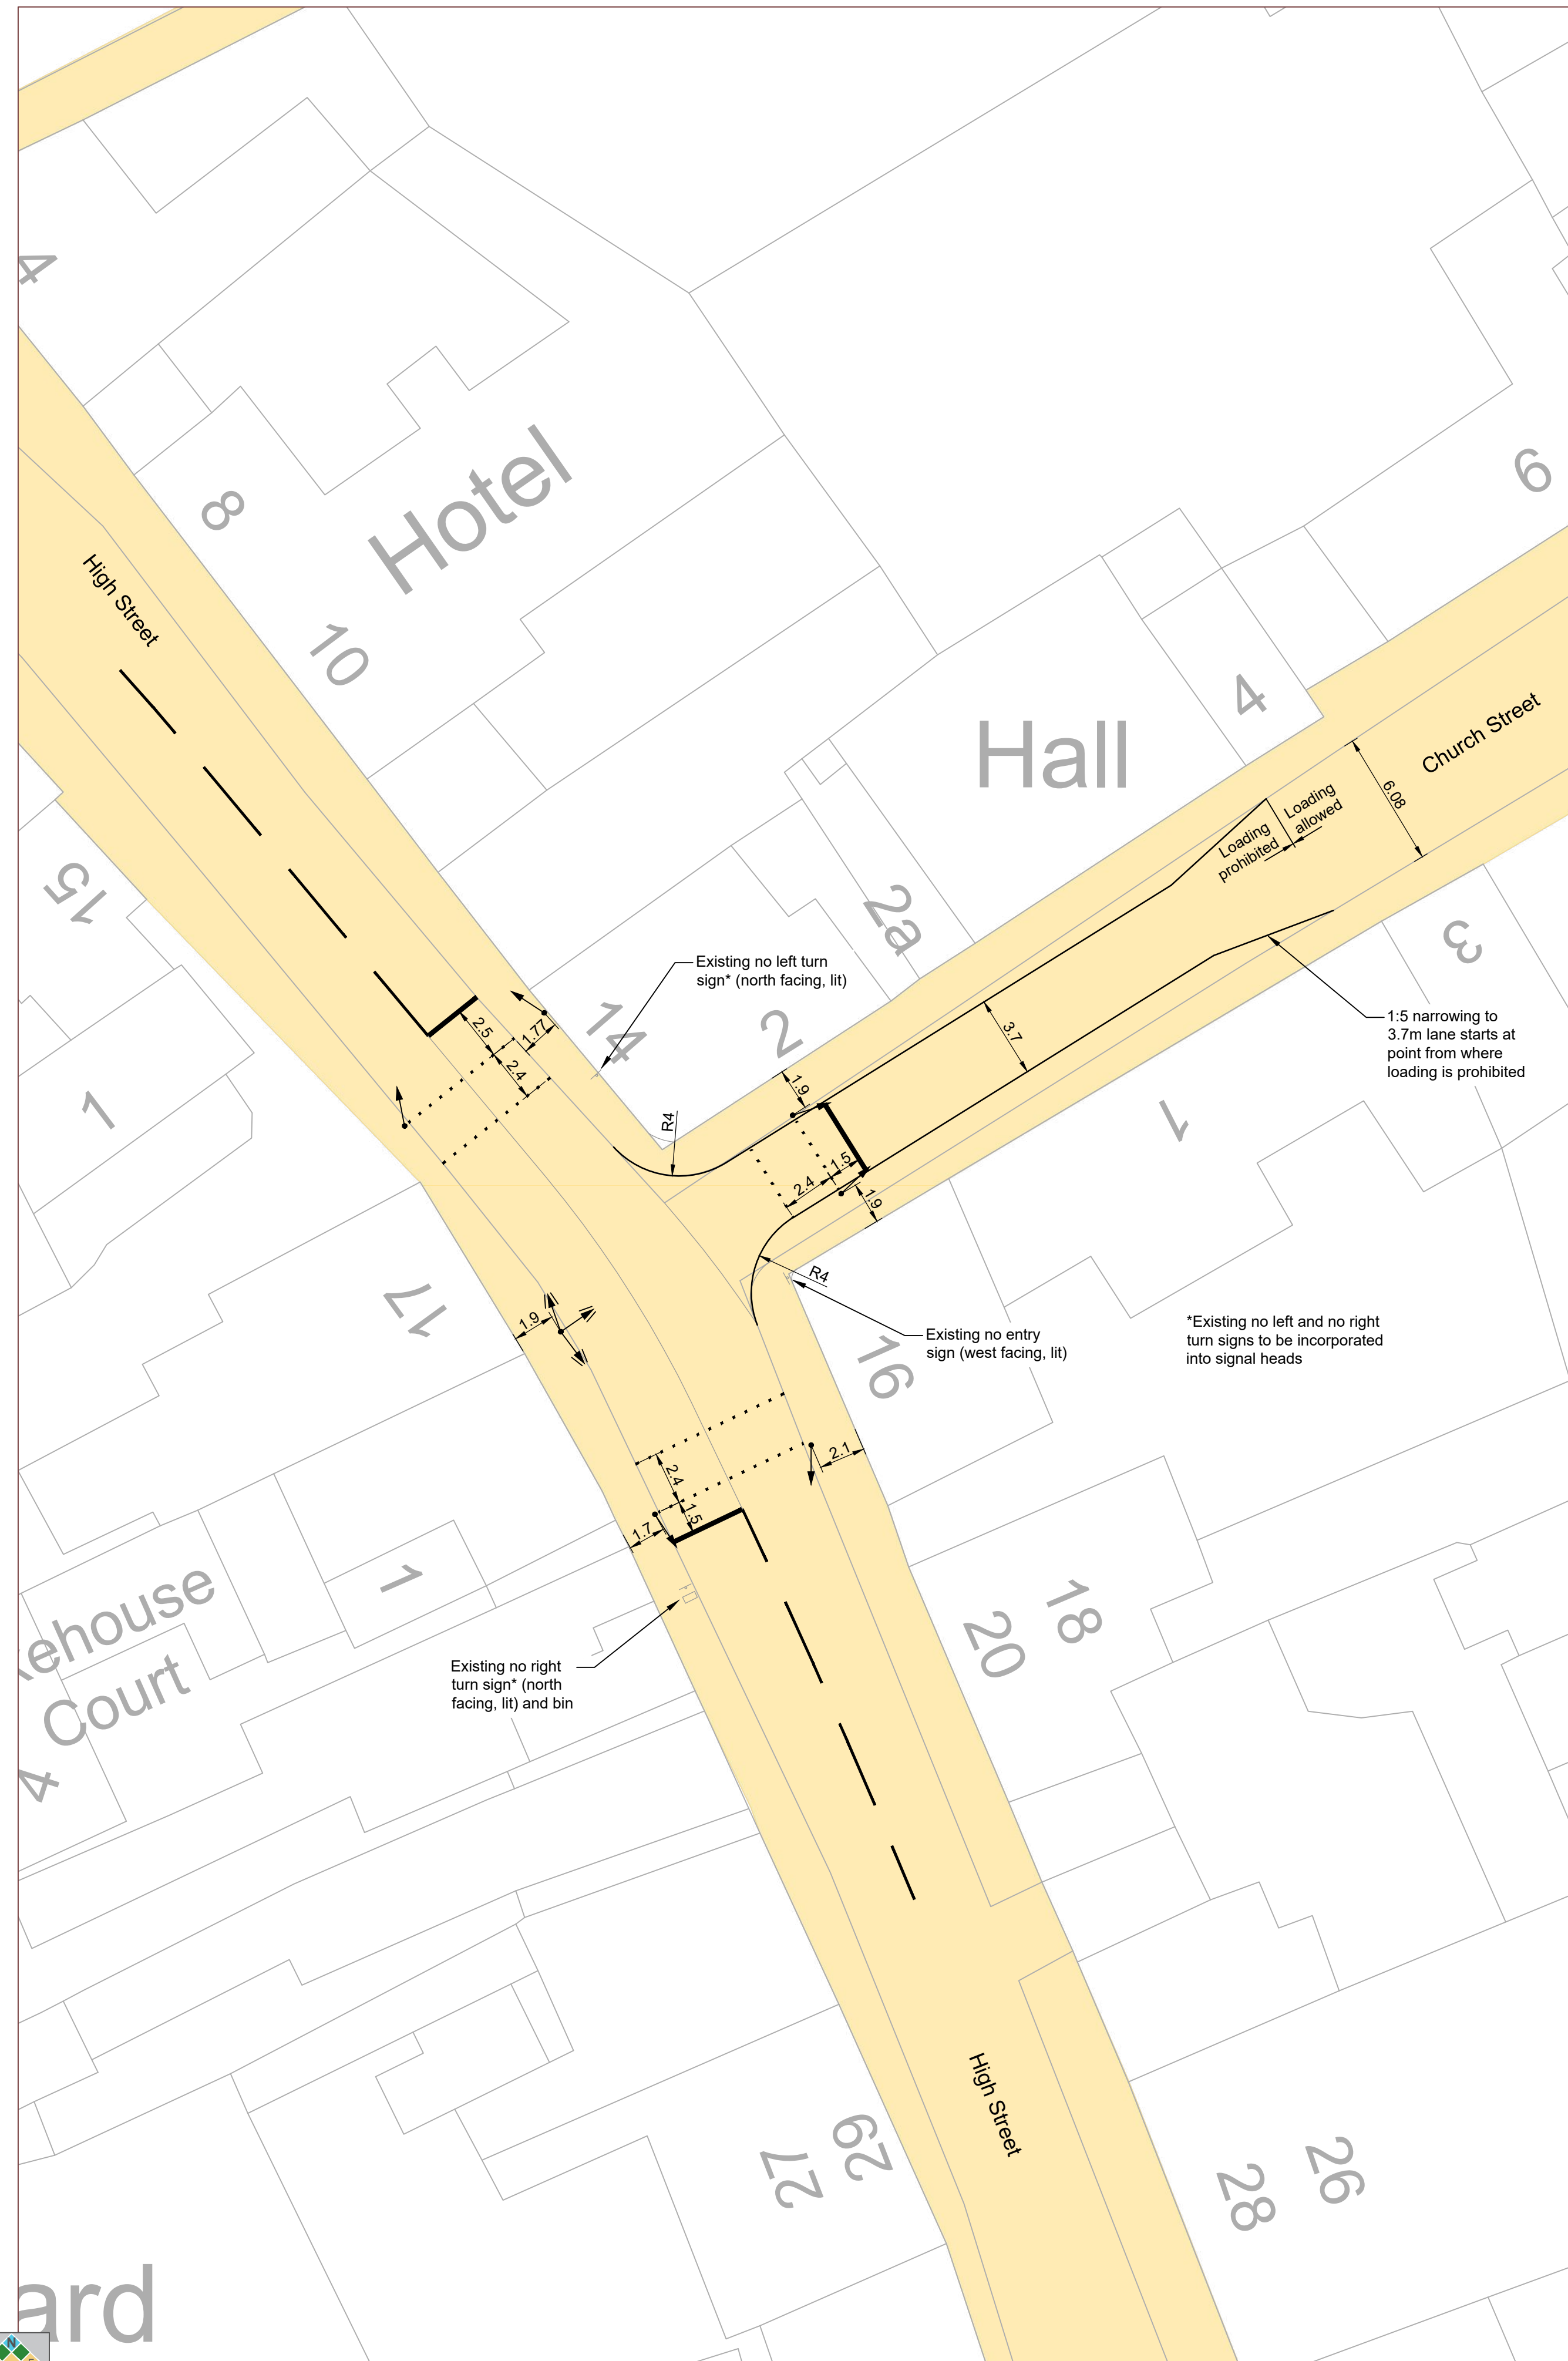 4
8
Hotel
10
6
High Street
4
Hall
Church Street
6.08
Loading
allowed
Loading
prohibited
15
2a
3
Existing no left turn
sign* (north facing, lit)
14
2
3.7
1:5 narrowing to
3.7m lane starts at
point from where
loading is prohibited
2.5
1.77
2.4
1.9
1
R4
1
1.5
2.4
1.9
17
R4
1.9
Existing no entry
sign (west facing, lit)
*Existing no left and no right
turn signs to be incorporated
into signal heads
16
2.1
2.4
1.5
1.7
1
18
20
ehouse
Court
4
Existing no right
turn sign* (north
facing, lit) and bin
High Street
29
27
26
28
ard
N